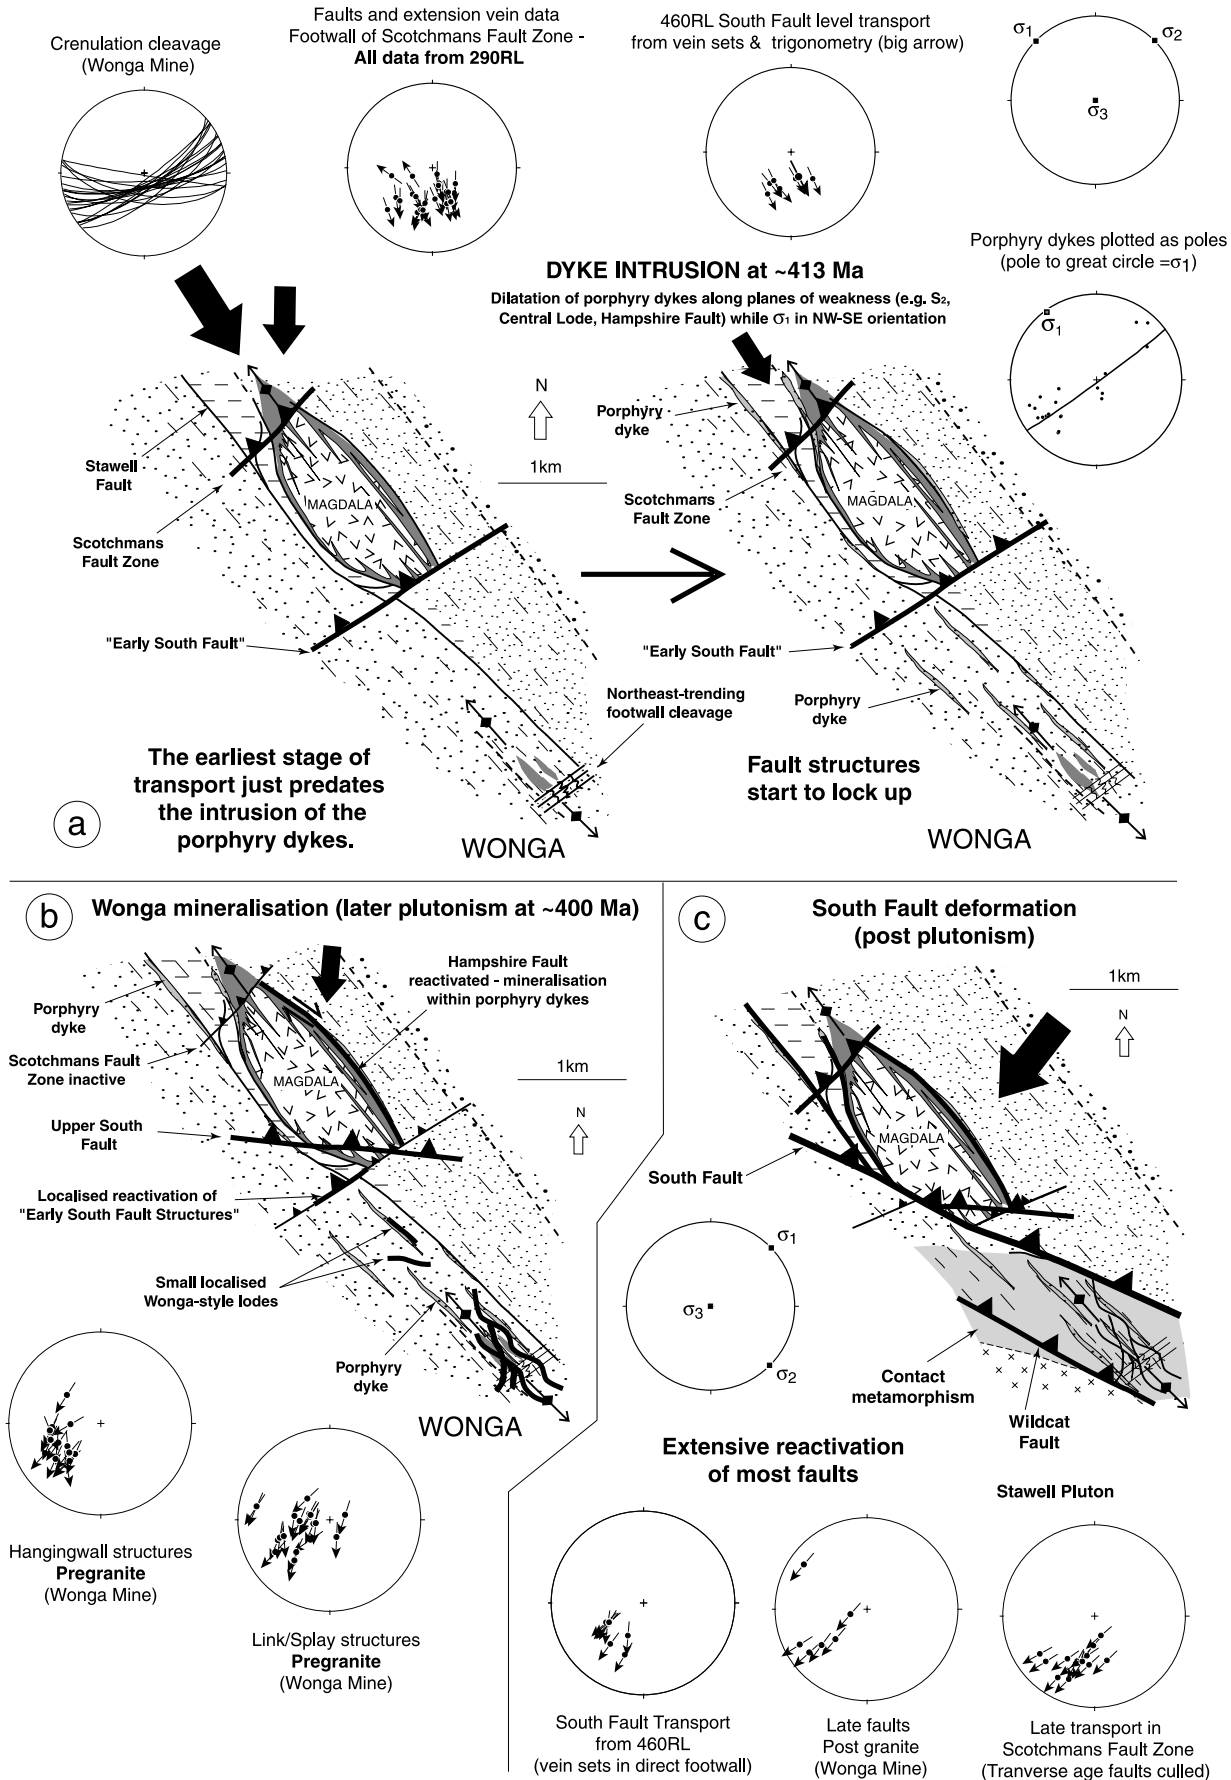 Crenulation cleavage
(Wonga Mine)
Faults and extension vein data
Footwall of Scotchmans Fault Zone -
All data from 290RL
460RL South Fault level transport
from vein sets & trigonometry (big arrow)
σ1
σ2
σ3
Porphyry dykes plotted as poles
(pole to great circle =σ1)
σ1
DYKE INTRUSION at ~413 Ma
Dilatation of porphyry dykes along planes of weakness (e.g. S2,
Central Lode, Hampshire Fault) while σ1 in NW-SE orientation
N
1km
Stawell
Fault
Scotchmans
Fault Zone
MAGDALA
"Early South Fault"
Northeast-trending
footwall cleavage
The earliest stage of
transport just predates
the intrusion of the
porphyry dykes.
a
WONGA
Porphyry
dyke
Scotchmans
Fault Zone
MAGDALA
"Early South Fault"
Porphyry
dyke
Fault structures
start to lock up
WONGA
b
Wonga mineralisation (later plutonism at ~400 Ma)
Hampshire Fault
reactivated - mineralisation
within porphyry dykes
Porphyry
dyke
Scotchmans Fault
Zone inactive
MAGDALA
1km
N
Upper South
Fault
Localised reactivation of
"Early South Fault Structures"
Small localised
Wonga-style lodes
Porphyry
dyke
WONGA
Hangingwall structures
Pregranite
(Wonga Mine)
Link/Splay structures
Pregranite
(Wonga Mine)
c
South Fault deformation
(post plutonism)
1km
N
MAGDALA
South Fault
σ1
σ3
σ2
Contact
metamorphism
Wildcat
Fault
Extensive reactivation
of most faults
Stawell Pluton
South Fault Transport
from 460RL
(vein sets in direct footwall)
Late faults
Post granite
(Wonga Mine)
Late transport in
Scotchmans Fault Zone
(Tranverse age faults culled)